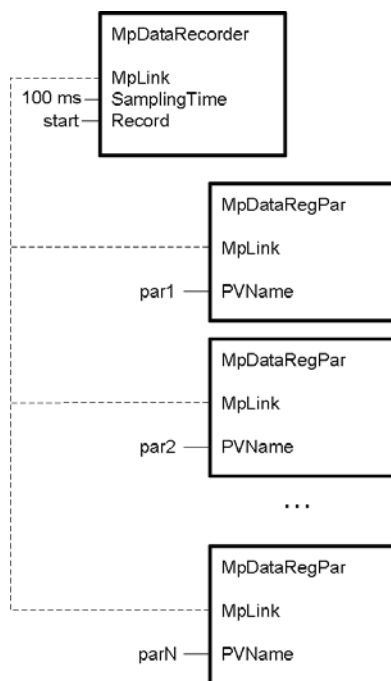 MpDataRecorder
MpLink
100 ms SamplingTime
start Record
MpDataRegPar
MpLink
par1 PVName
MpDataRegPar
MpLink
par2 PVName
...
MpDataRegPar
MpLink
parN PVName